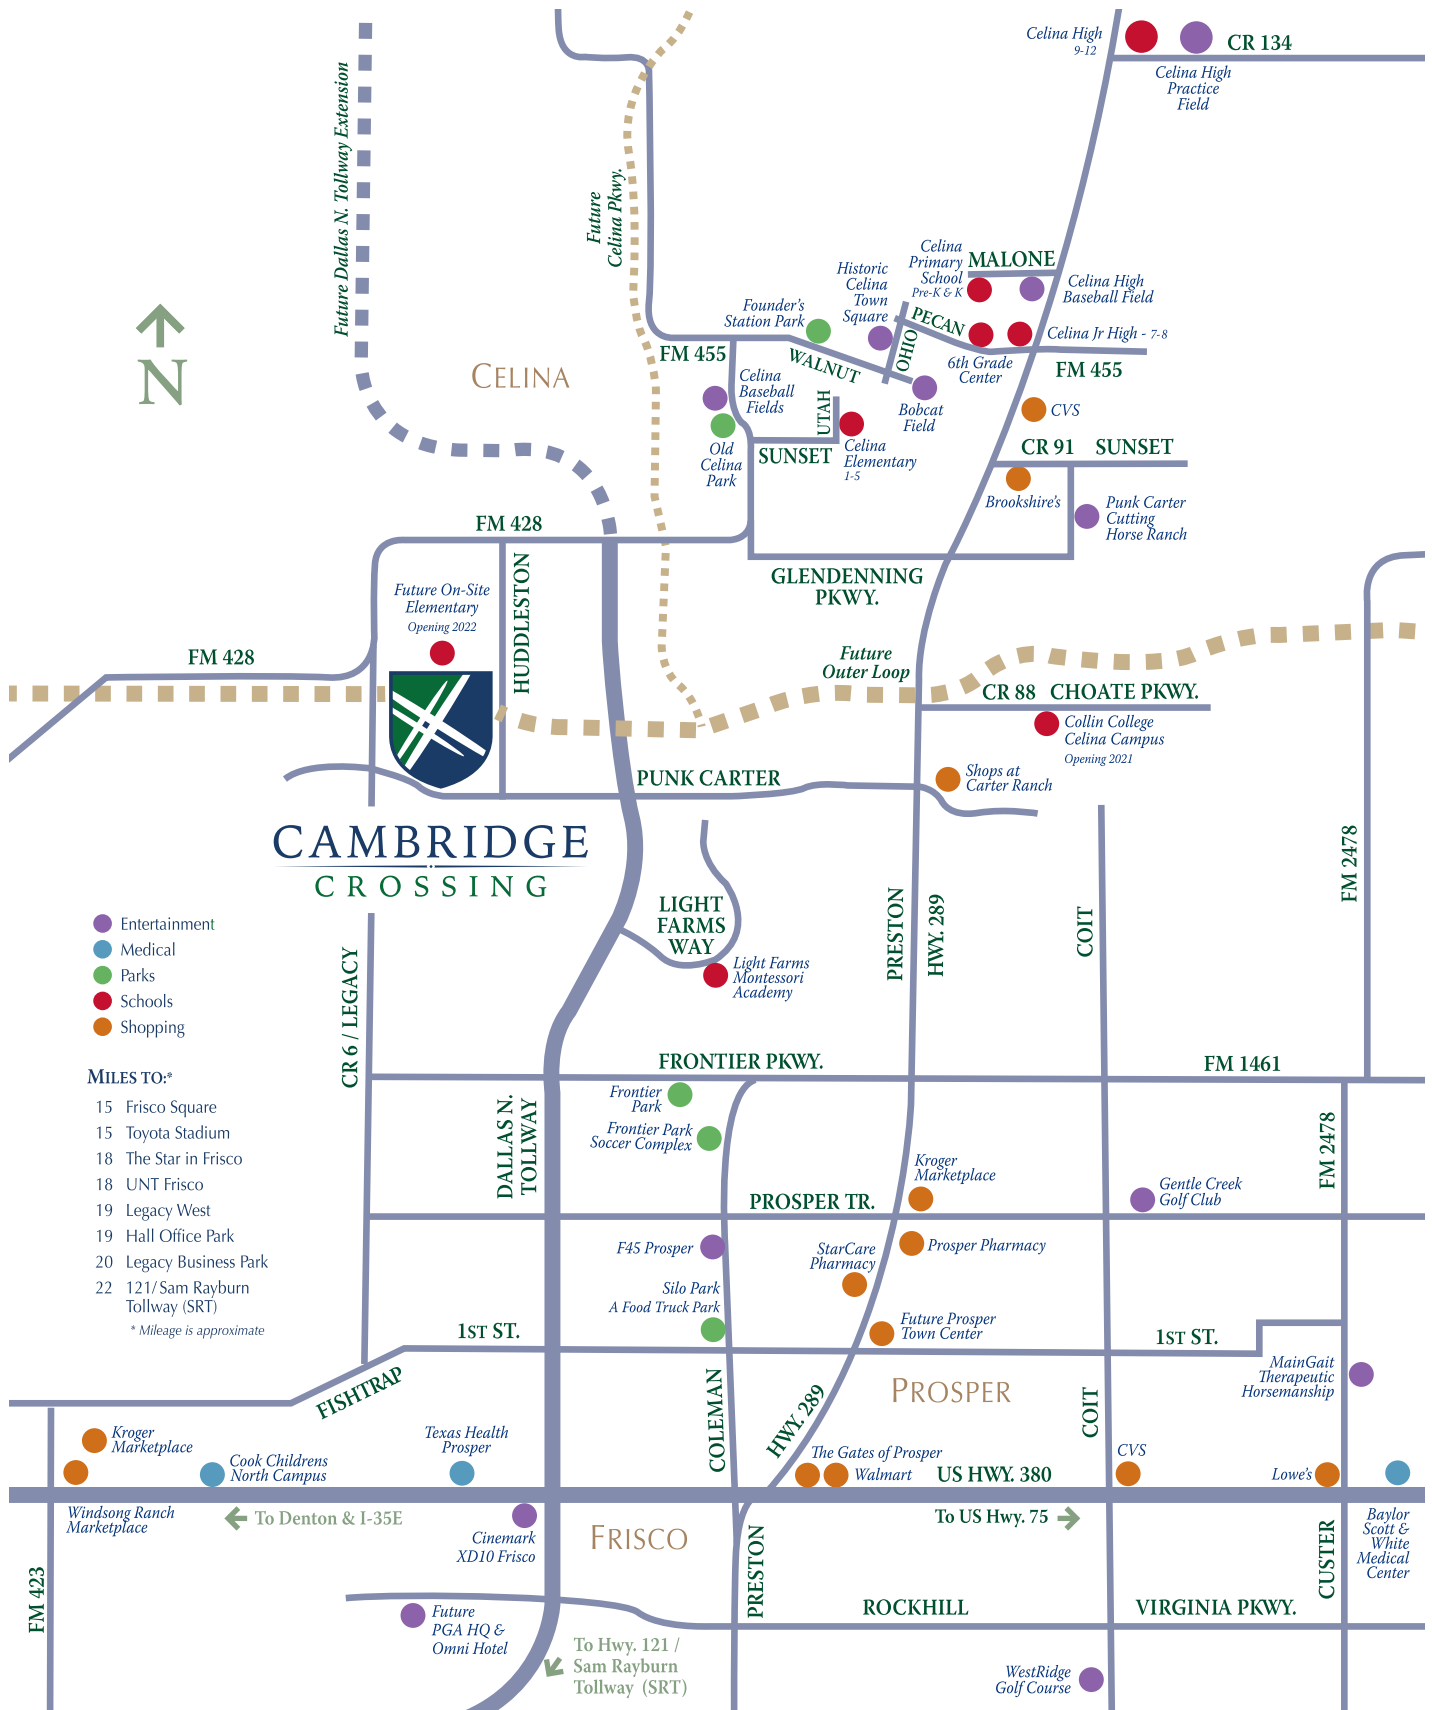 Celina High
9-12
CR 134
Celina High
Practice
Field
Future Dallas N. Tollway Extension
Future
Celina Pkwy.
Celina
Primary
School
Pre-K & K
MALONE
Historic
Celina
Town
Square
Celina High
Baseball Field
Founder's
Station Park
PECAN
OHIO
Celina Jr High - 7-8
N
CELINA
FM 455
WALNUT
6th Grade
Center
FM 455
Celina
Baseball
Fields
UTAH
Bobcat
Field
CVS
Old
Celina
Park
SUNSET
Celina
Elementary
1-5
CR 91
SUNSET
Brookshire's
Punk Carter
Cutting
Horse Ranch
FM 428
HUDDLESTON
GLENDENNING
PKWY.
Future On-Site
Elementary
Opening 2022
FM 428
Future
Outer Loop
CR 88
CHOATE PKWY.
Collin College
Celina Campus
Opening 2021
PUNK CARTER
Shops at
Carter Ranch
CAMBRIDGE
CROSSING
FM 2478
LIGHT
FARMS
WAY
PRESTON
HWY. 289
COIT
Entertainment
Medical
Parks
Schools
Shopping
CR 6 / LEGACY
Light Farms
Montessori
Academy
FRONTIER PKWY.
FM 1461
MILES TO:*
15 Frisco Square
15 Toyota Stadium
18 The Star in Frisco
18 UNT Frisco
19 Legacy West
19 Hall Office Park
20 Legacy Business Park
22 121/Sam Rayburn
Tollway (SRT)
* Mileage is approximate
DALLAS N.
TOLLWAY
Frontier
Park
Frontier Park
Soccer Complex
FM 2478
Kroger
Marketplace
Gentle Creek
Golf Club
PROSPER TR.
F45 Prosper
StarCare
Pharmacy
Prosper Pharmacy
Silo Park
A Food Truck Park
Future Prosper
Town Center
1ST ST.
1ST ST.
FISHTRAP
COLEMAN
HWY. 289
PROSPER
COIT
MainGait
Therapeutic
Horsemanship
Kroger
Marketplace
Cook Childrens
North Campus
Texas Health
Prosper
The Gates of Prosper
Walmart
US HWY. 380
CVS
Lowe's
Windsong Ranch
Marketplace
To Denton & I-35E
Cinemark
XD10 Frisco
FRISCO
To US Hwy. 75
Baylor
Scott &
White
Medical
Center
FM 423
PRESTON
CUSTER
Future
PGA HQ &
Omni Hotel
ROCKHILL
VIRGINIA PKWY.
To Hwy. 121 /
Sam Rayburn
Tollway (SRT)
WestRidge
Golf Course